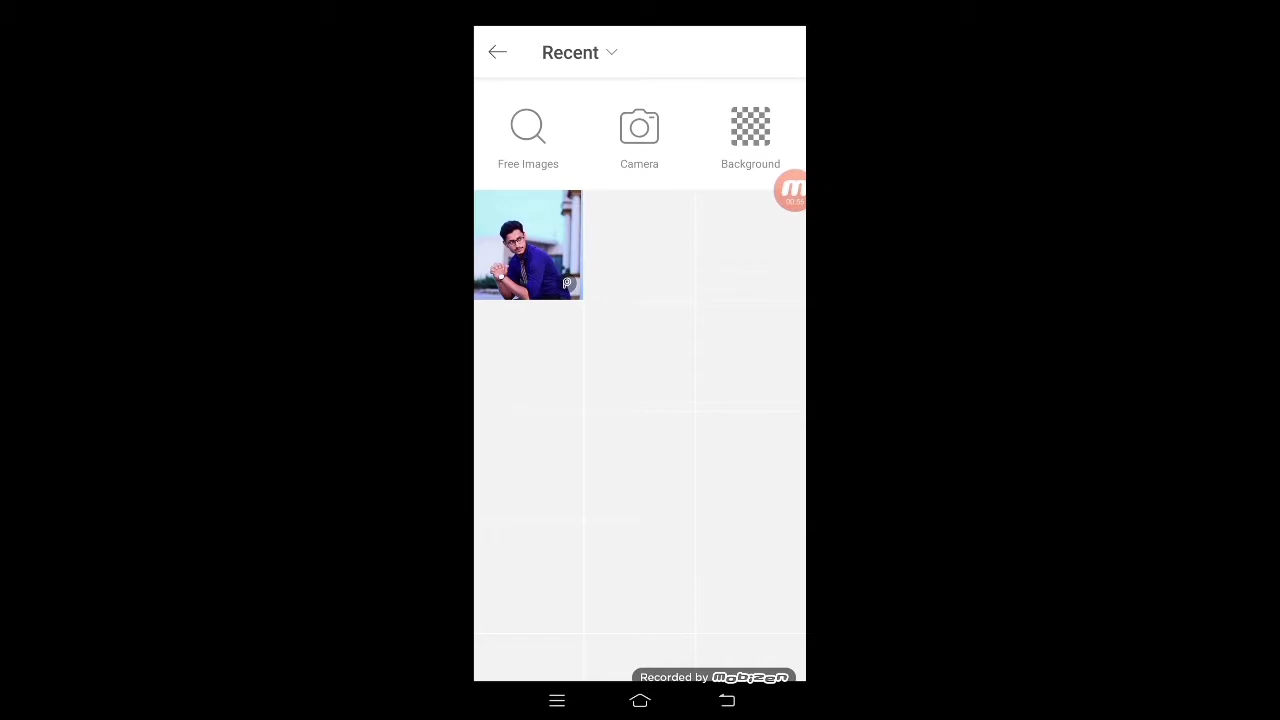 Recent
Free Images
Camera
Background
Recorded by Mobizen